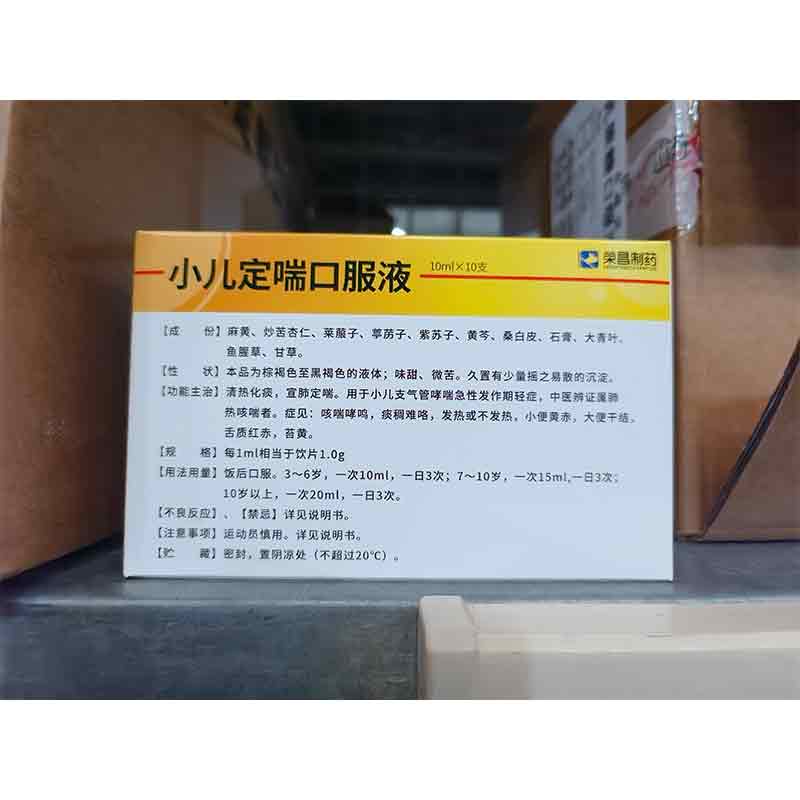 小儿定喘口服液
10ml×10支
荣昌制药
【成 份】麻黄、炒苦杏仁、莱菔子、葶苈子、紫苏子、黄芩、桑白皮、石膏、大青叶、
鱼腥草、甘草。
【性 状】本品为棕褐色至黑褐色的液体；味甜、微苦。久置有少量摇之易散的沉淀。
【功能主治】清热化痰，宣肺定喘。用于小儿支气管哮喘急性发作期轻症，中医辨证属肺
热咳喘者。症见：咳喘哮鸣，痰稠难咯，发热或不发热，小便黄赤，大便干结，
舌质红赤，苔黄。
【规 格】每1ml相当于饮片1.0g
【用法用量】饭后口服。3～6岁，一次10ml，一日3次；7～10岁，一次15ml,一日3次；
10岁以上，一次20ml，一日3次。
【不良反应】、【禁忌】详见说明书。
【注意事项】运动员慎用。详见说明书。
【贮 藏】密封，置阴凉处（不超过20℃）。